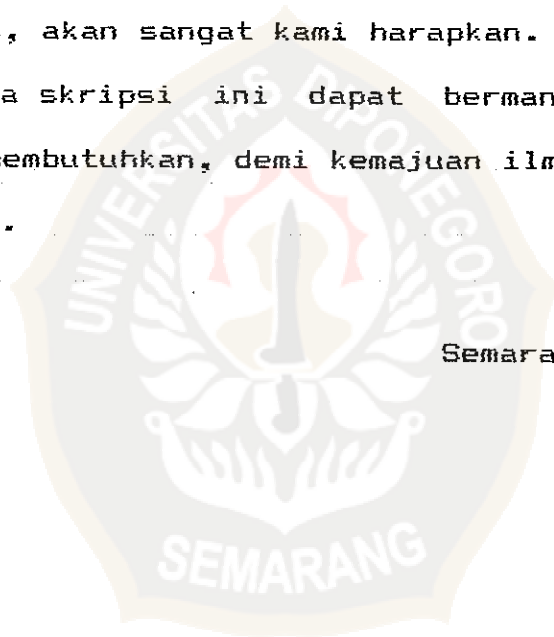 , akan sangat kami harapkan.
a skripsi ini dapat berman
embutuhkan, demi kemajuan ilm
.
Semara
UNIVERSITAS DIPONEGORO
SEMARANG